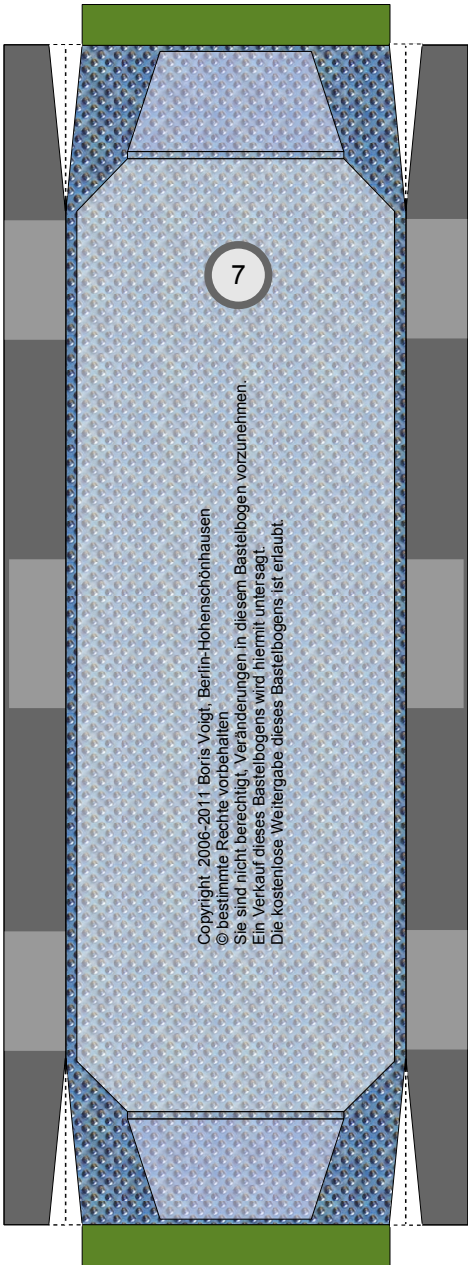 7
Copyright 2006-2011 Boris Voigt, Berlin-Hohenschönhausen
© bestimmte Rechte vorbehalten
Sie sind nicht berechtigt, Veränderungen in diesem Bastelbogen vorzunehmen.
Ein Verkauf dieses Bastelbogens wird hiermit untersagt.
Die kostenlose Weitergabe dieses Bastelbogens ist erlaubt.